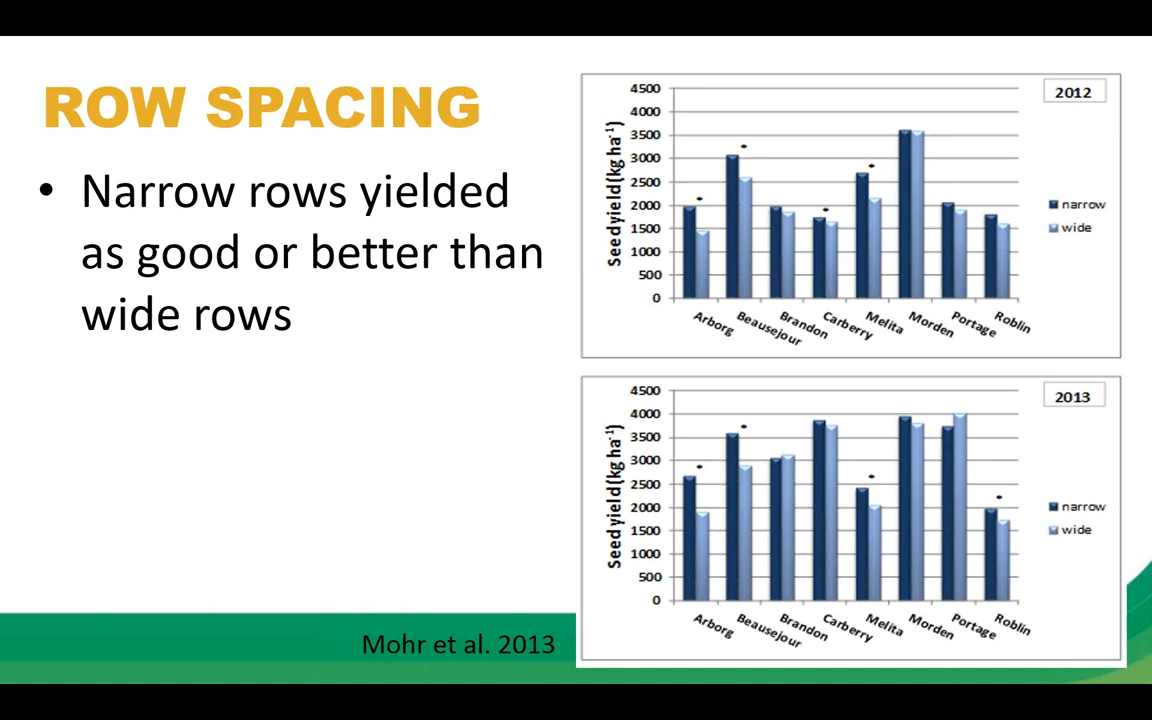 ROW SPACING
• Narrow rows yielded
as good or better than
wide rows
2012
Seed yield (kg ha-1)
4500
4000
3500
3000
2500
2000
1500
1000
500
0
* * * *
Arborg Beausejour Brandon Carberry Melita Morden Portage Roblin
narrow
wide
2013
Seed yield (kg ha-1)
4500
4000
3500
3000
2500
2000
1500
1000
500
0
* * * *
Arborg Beausejour Brandon Carberry Melita Morden Portage Roblin
narrow
wide
Mohr et al. 2013